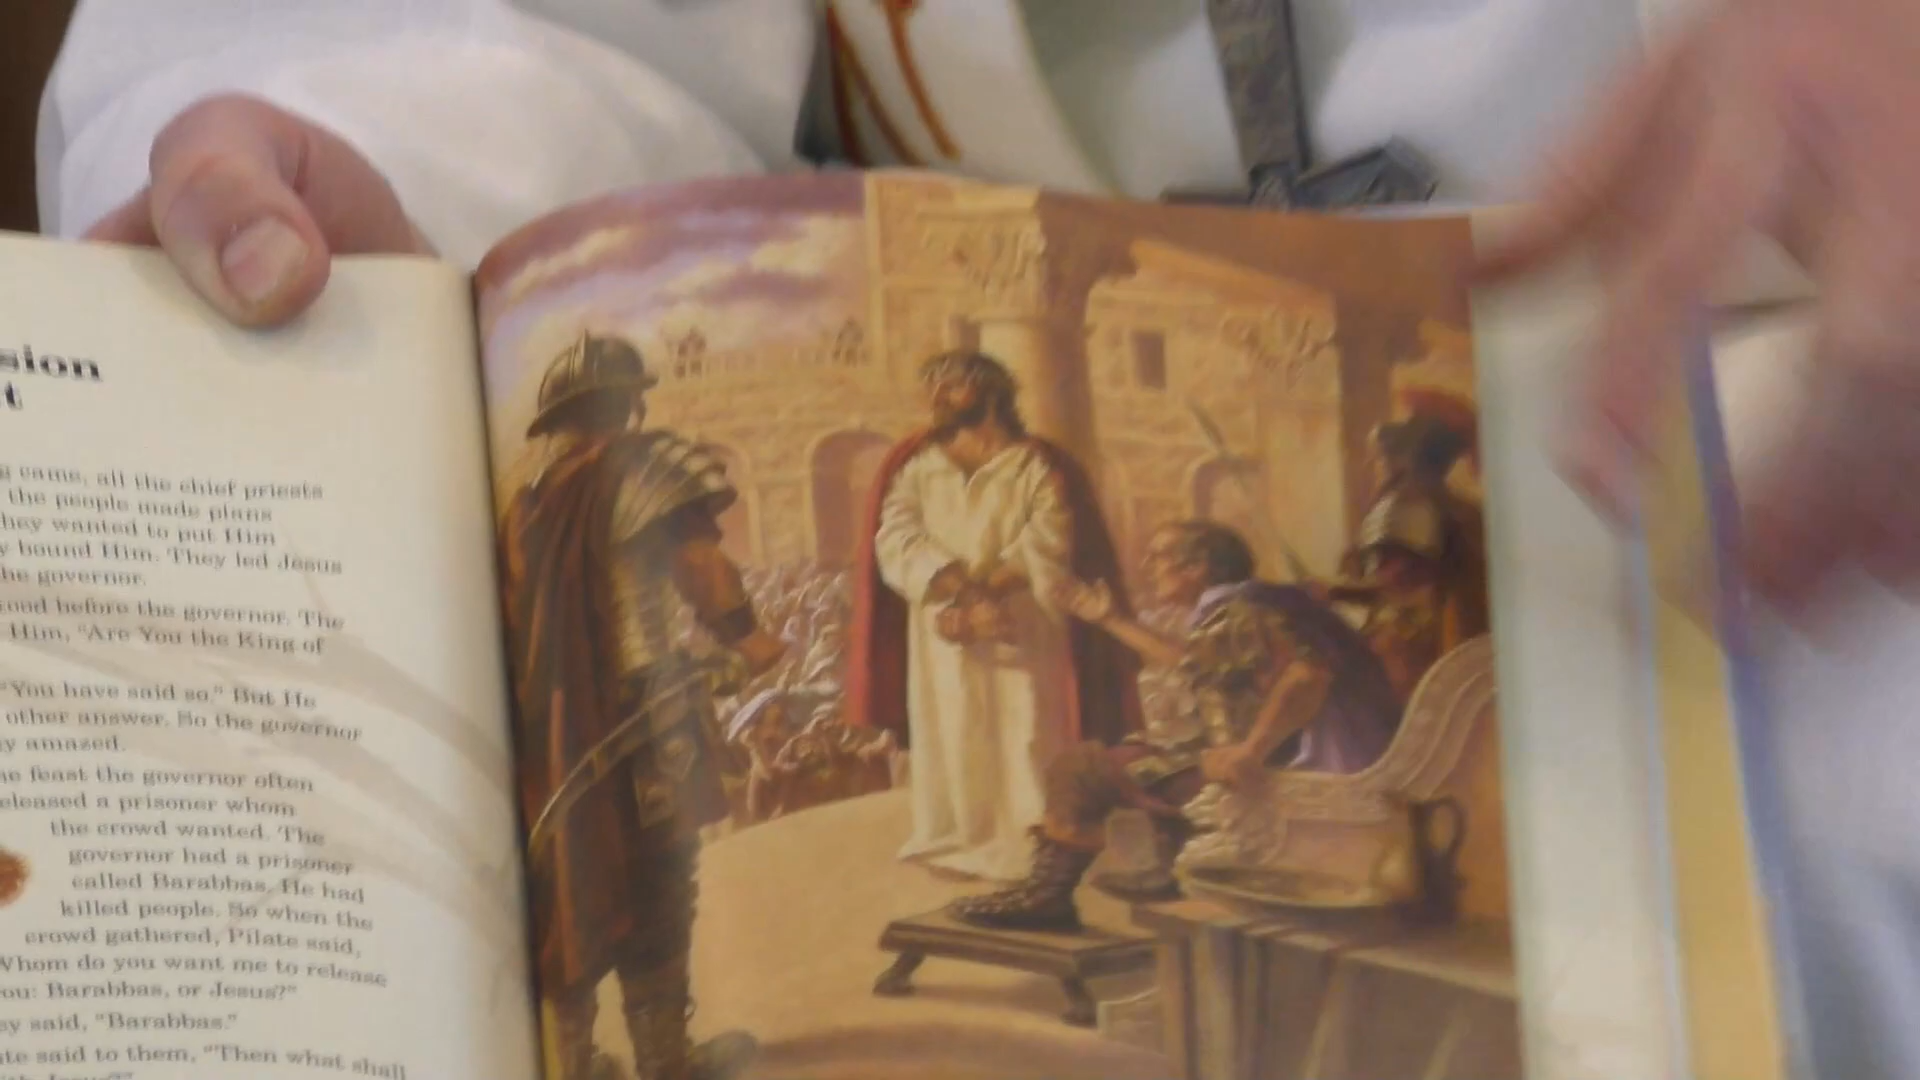 sion
t
came, all the chief priests
the people made plans
hey wanted to put Him
y bound Him. They led Jesus
he governor.
ood before the governor. The
Him, "Are You the King of
"You have said so." But He
other answer. So the governor
y amazed.
he feast the governor often
eleased a prisoner whom
the crowd wanted. The
governor had a prisoner
called Barabbas. He had
killed people. So when the
crowd gathered, Pilate said,
Whom do you want me to release
ou: Barabbas, or Jesus?"
ey said, "Barabbas."
ate said to them, "Then what shall